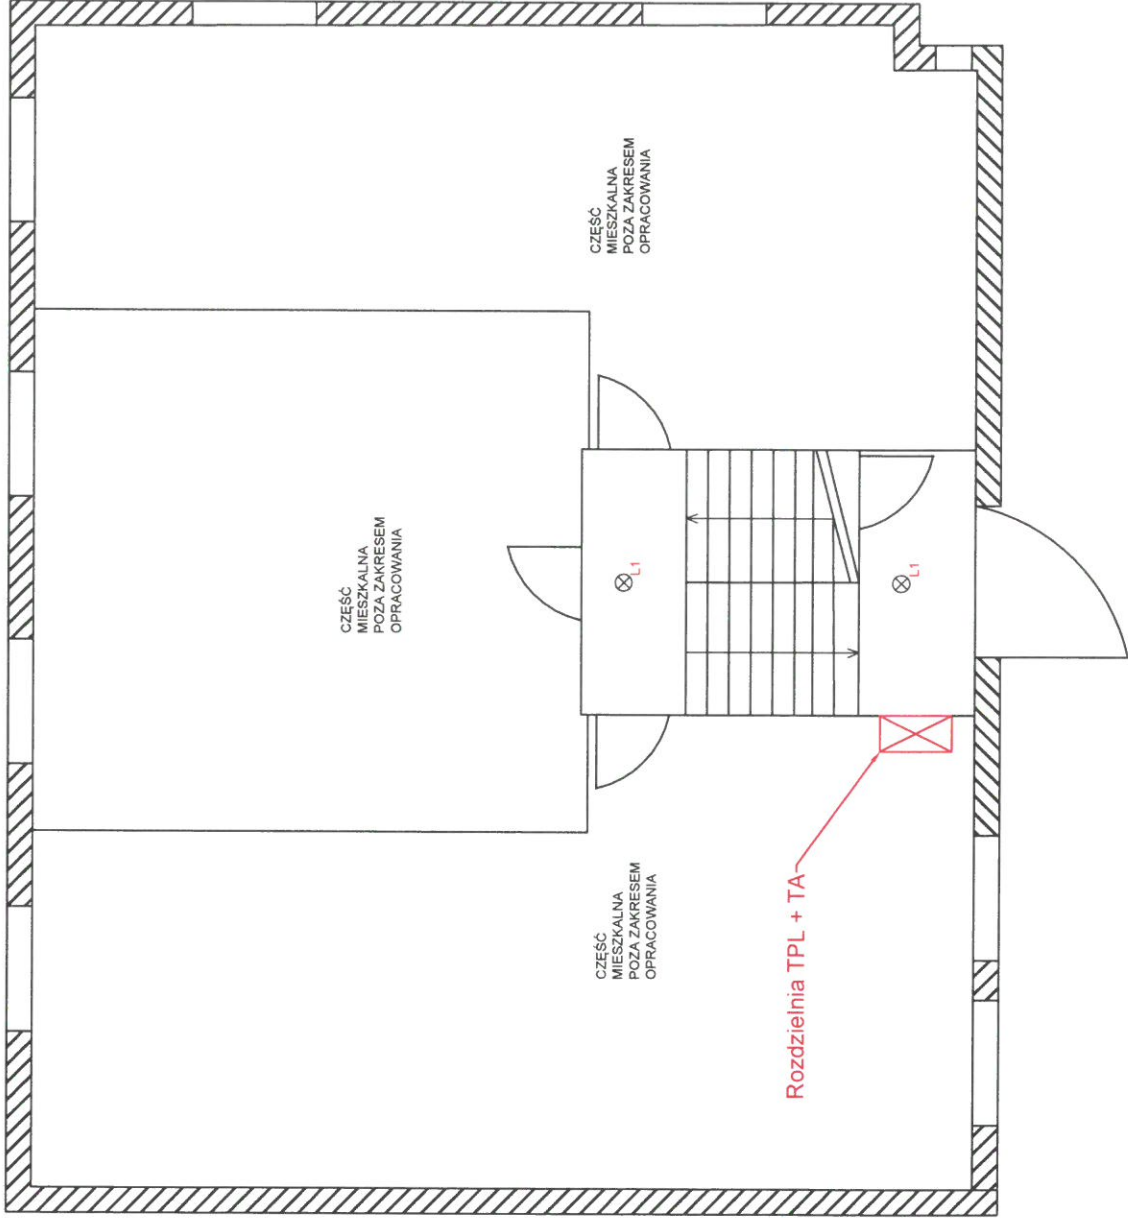 CZĘŚĆ
MIESZKALNA
POZA ZAKRESEM
OPRACOWANIA
CZĘŚĆ
MIESZKALNA
POZA ZAKRESEM
OPRACOWANIA
L1
L1
CZĘŚĆ
MIESZKALNA
POZA ZAKRESEM
OPRACOWANIA
Rozdzielnia TPL + TA